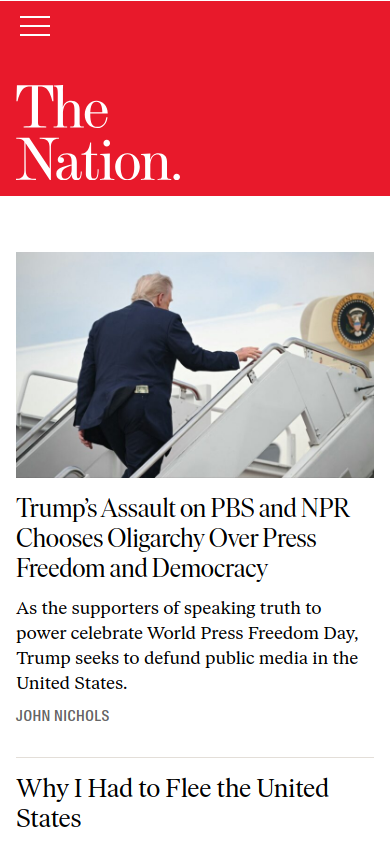 The
Nation.
Trump's Assault on PBS and NPR
Chooses Oligarchy Over Press
Freedom and Democracy
As the supporters of speaking truth to
power celebrate World Press Freedom Day,
Trump seeks to defund public media in the
United States.
JOHN NICHOLS
Why I Had to Flee the United
States